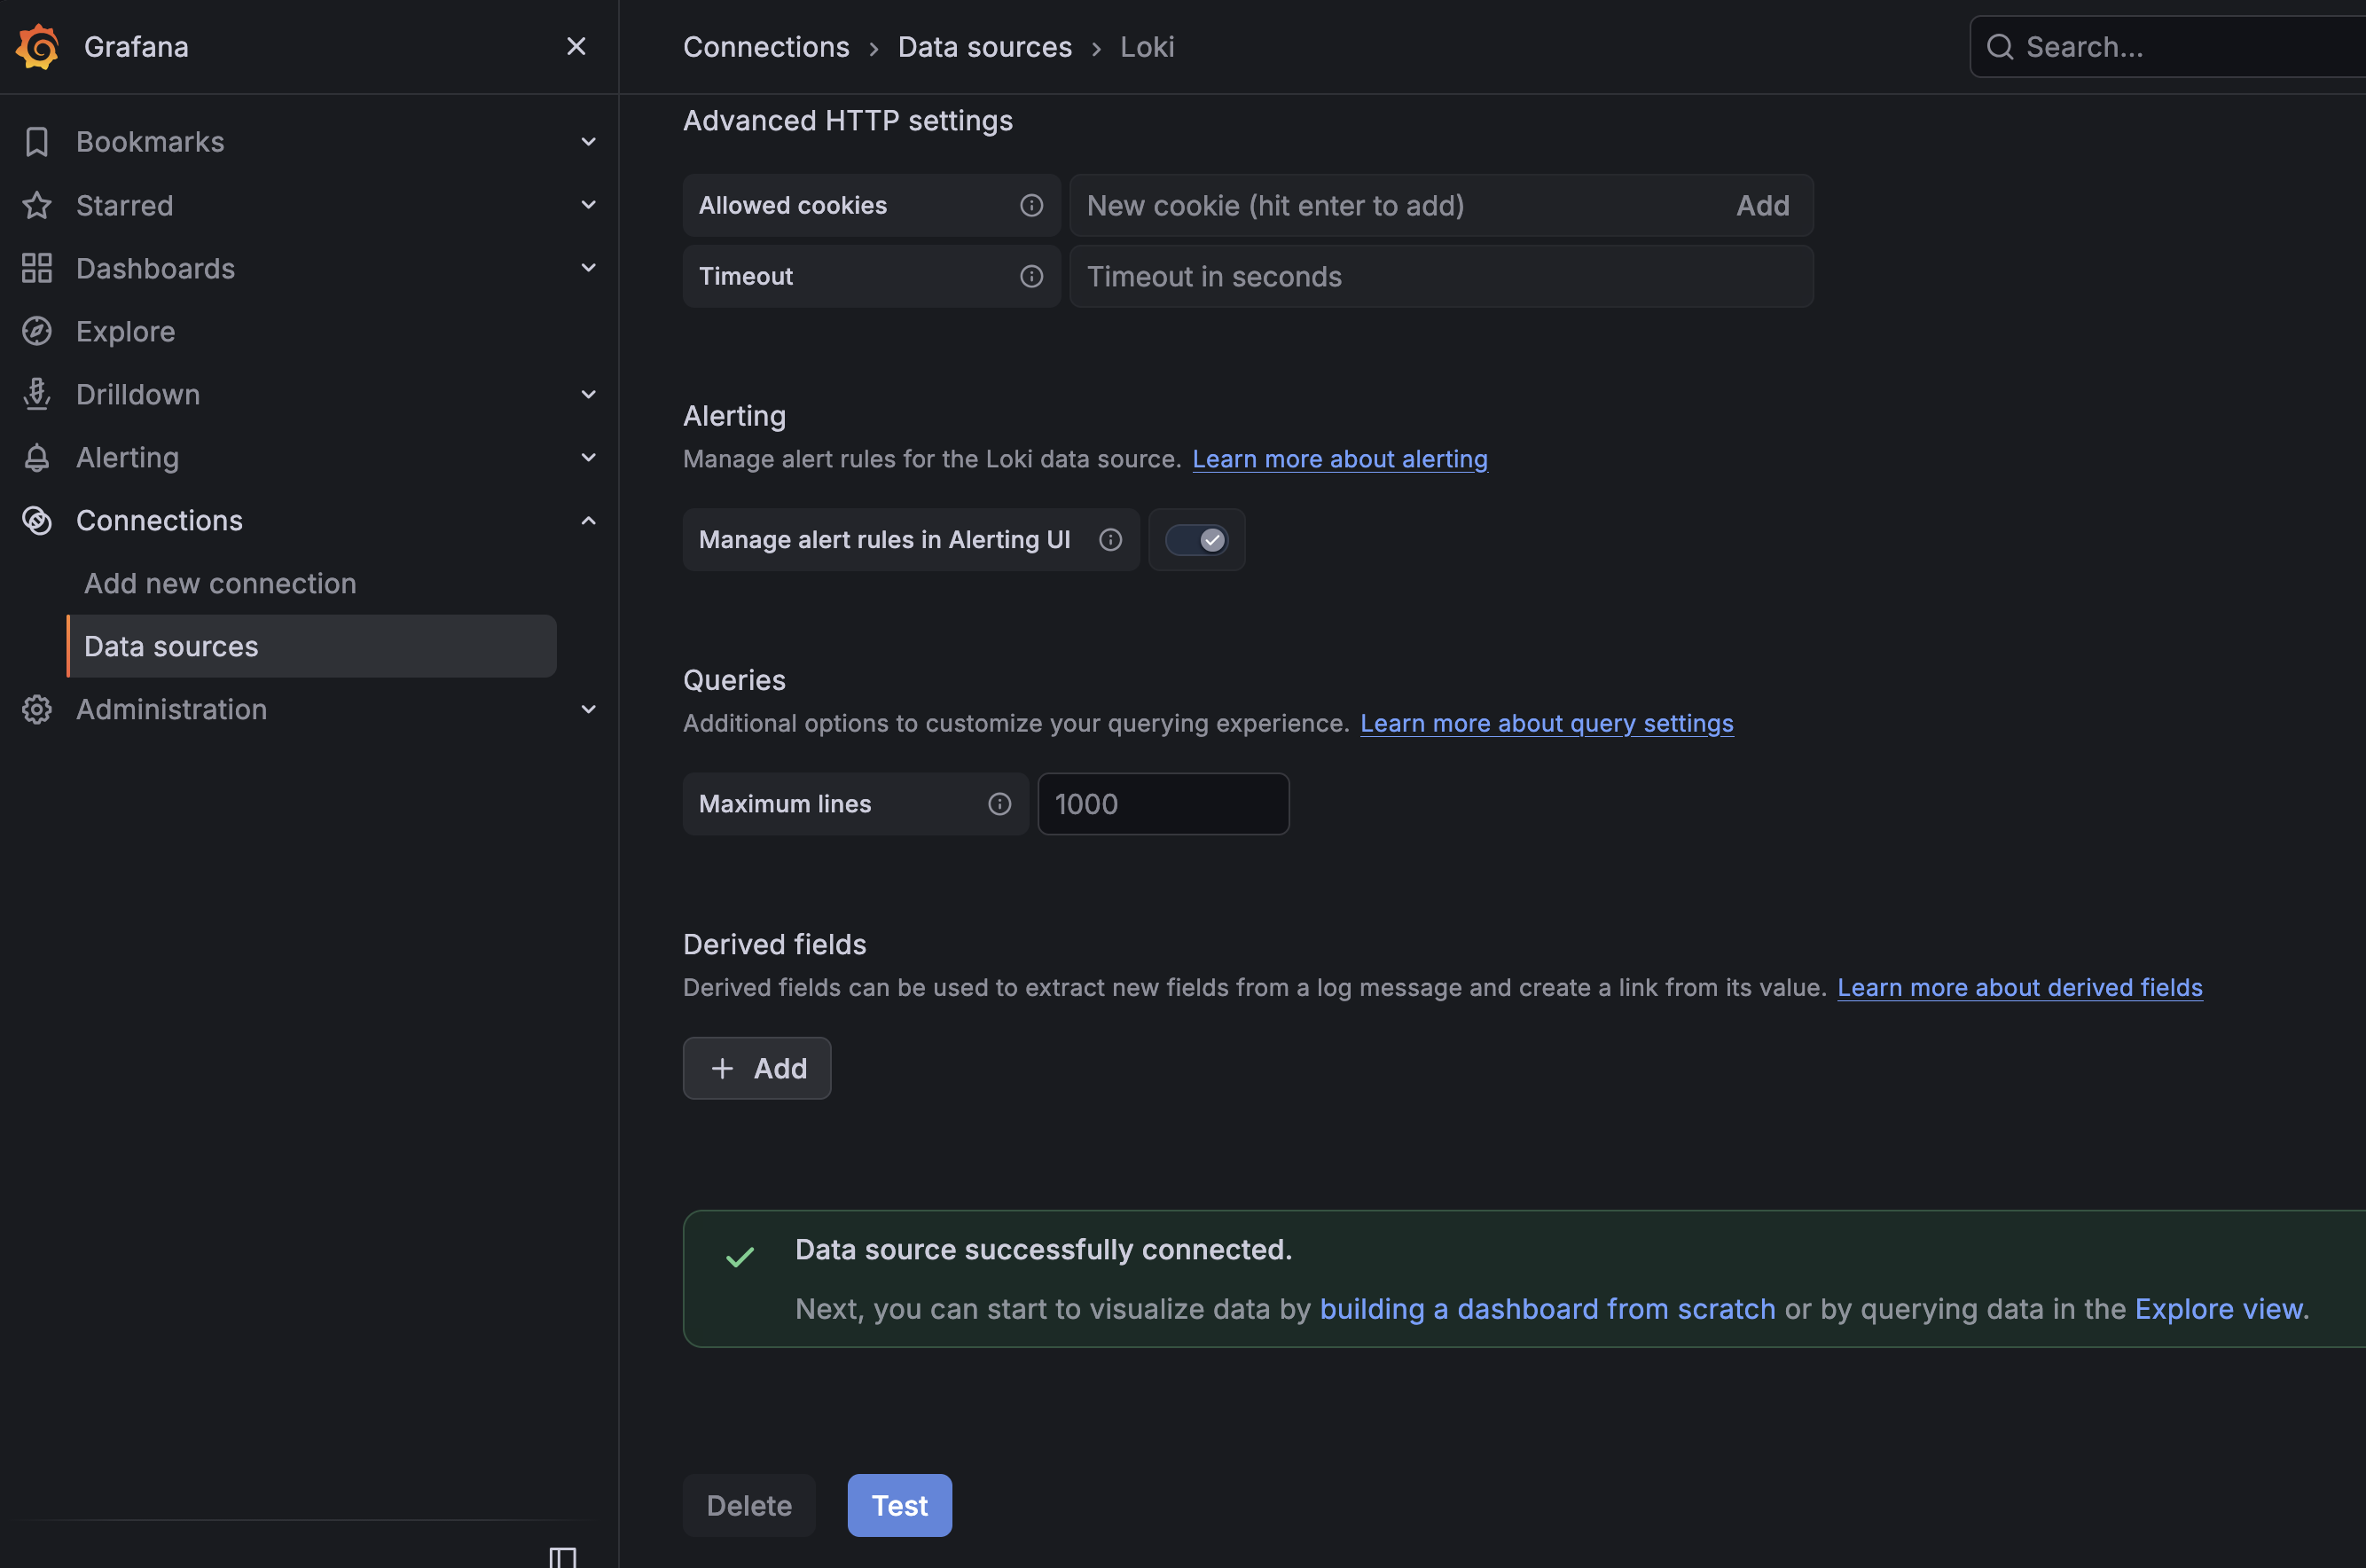 Grafana
Connections › Data sources › Loki
Search...
Bookmarks
Starred
Dashboards
Explore
Drilldown
Alerting
Connections
Add new connection
Data sources
Administration
Advanced HTTP settings
Allowed cookies
New cookie (hit enter to add)
Add
Timeout
Timeout in seconds
Alerting
Manage alert rules for the Loki data source. Learn more about alerting
Manage alert rules in Alerting UI
Queries
Additional options to customize your querying experience. Learn more about query settings
Maximum lines
1000
Derived fields
Derived fields can be used to extract new fields from a log message and create a link from its value. Learn more about derived fields
+ Add
Data source successfully connected.
Next, you can start to visualize data by building a dashboard from scratch or by querying data in the Explore view.
Delete
Test